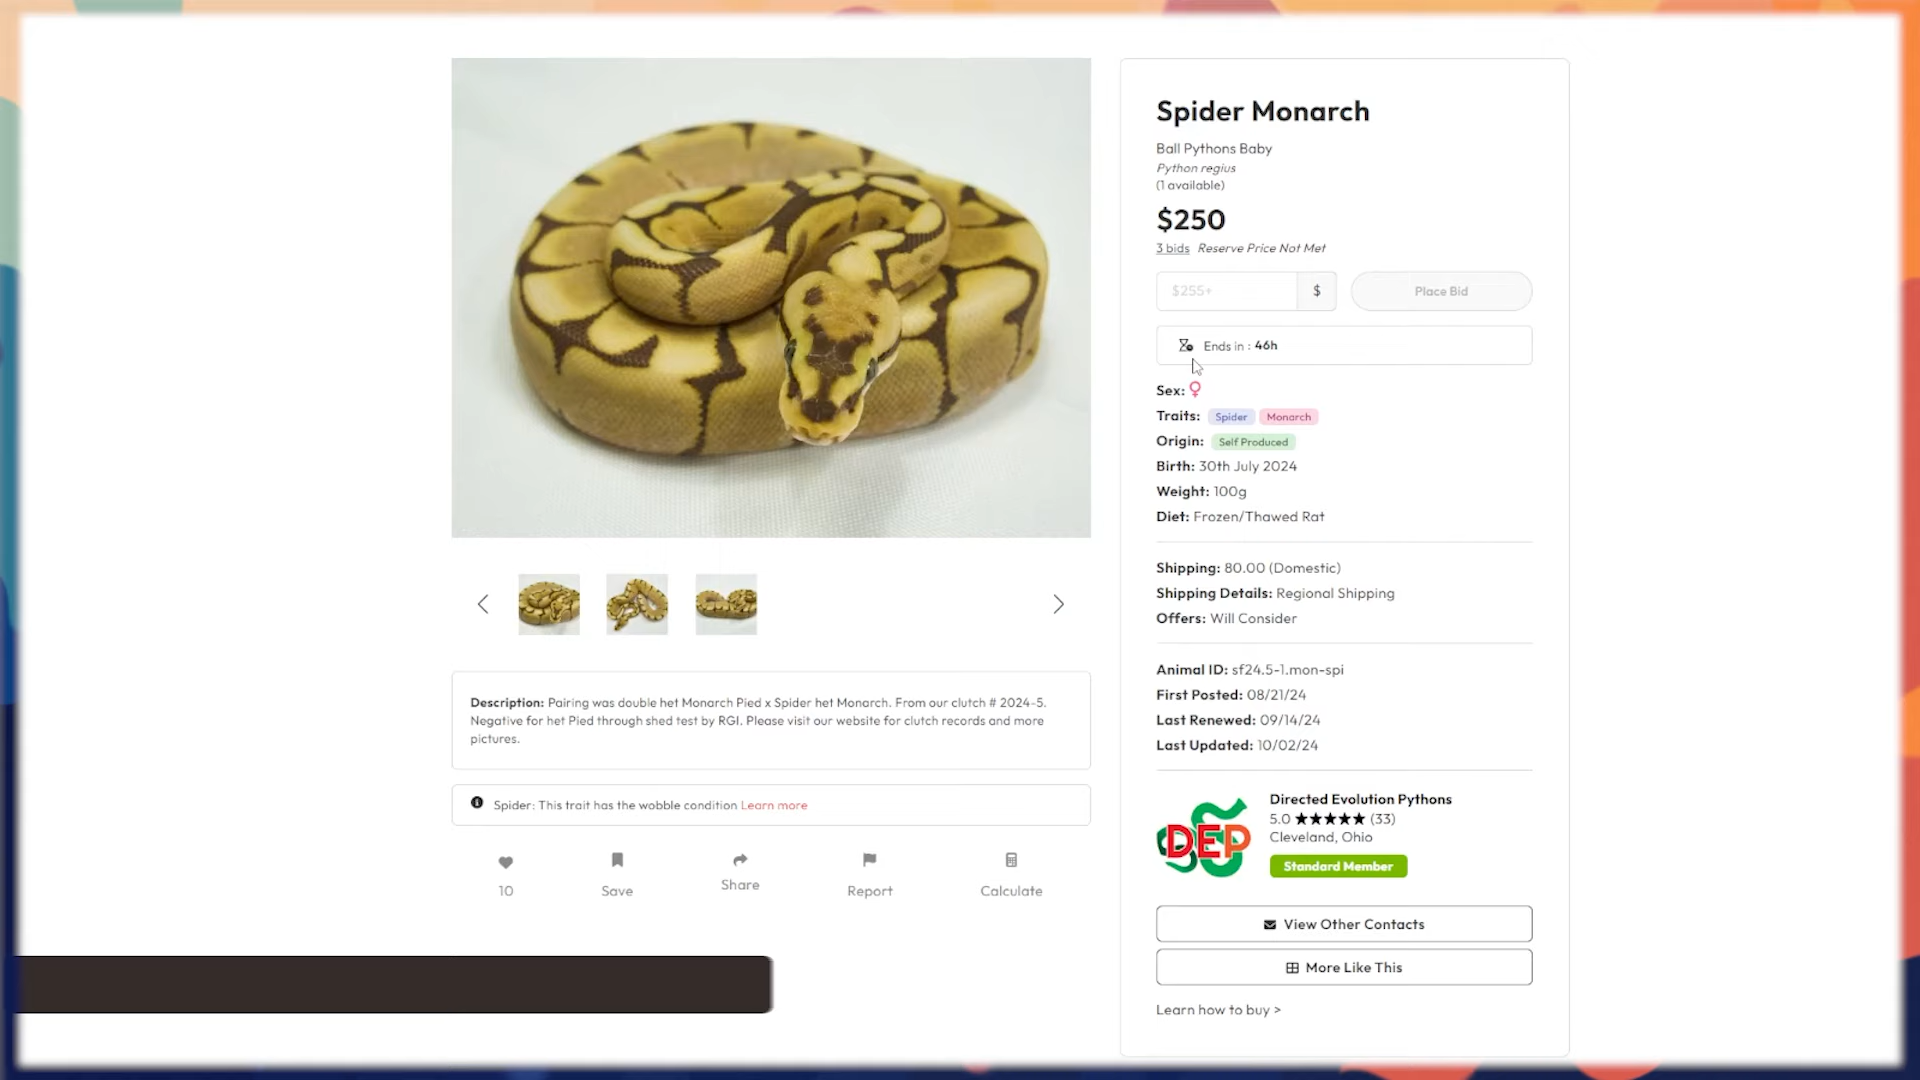 Spider Monarch
Ball Pythons Baby
Python regius
(1 available)
$250
3 bids Reserve Price Not Met
$255+ $ Place Bid
Ends in : 46h
Sex: ♀
Traits: Spider Monarch
Origin: Self Produced
Birth: 30th July 2024
Weight: 100g
Diet: Frozen/Thawed Rat
Shipping: 80.00 (Domestic)
Shipping Details: Regional Shipping
Offers: Will Consider
Animal ID: sf24.5-1.mon-spi
First Posted: 08/21/24
Last Renewed: 09/14/24
Last Updated: 10/02/24
DEP
Directed Evolution Pythons
5.0 ★★★★★ (33)
Cleveland, Ohio
Standard Member
View Other Contacts
More Like This
Learn how to buy >
Description: Pairing was double het Monarch Pied x Spider het Monarch. From our clutch # 2024-5.
Negative for het Pied through shed test by RGI. Please visit our website for clutch records and more
pictures.
Spider: This trait has the wobble condition Learn more
10 Save Share Report Calculate